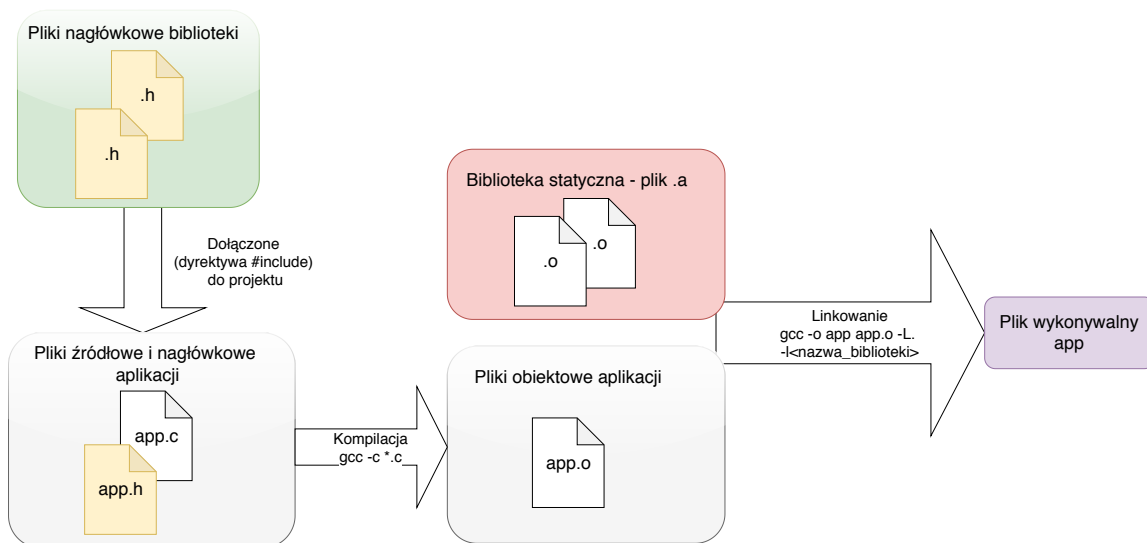 Pliki nagłówkowe biblioteki
.h
.h
Dołączone
(dyrektywa #include)
do projektu
Pliki źródłowe i nagłówkowe
aplikacji
app.c
app.h
Kompilacja
gcc -c *.c
Biblioteka statyczna - plik .a
.o
.o
Pliki obiektowe aplikacji
app.o
Linkowanie
gcc -o app app.o -L.
-l<nazwa_biblioteki>
Plik wykonywalny
app